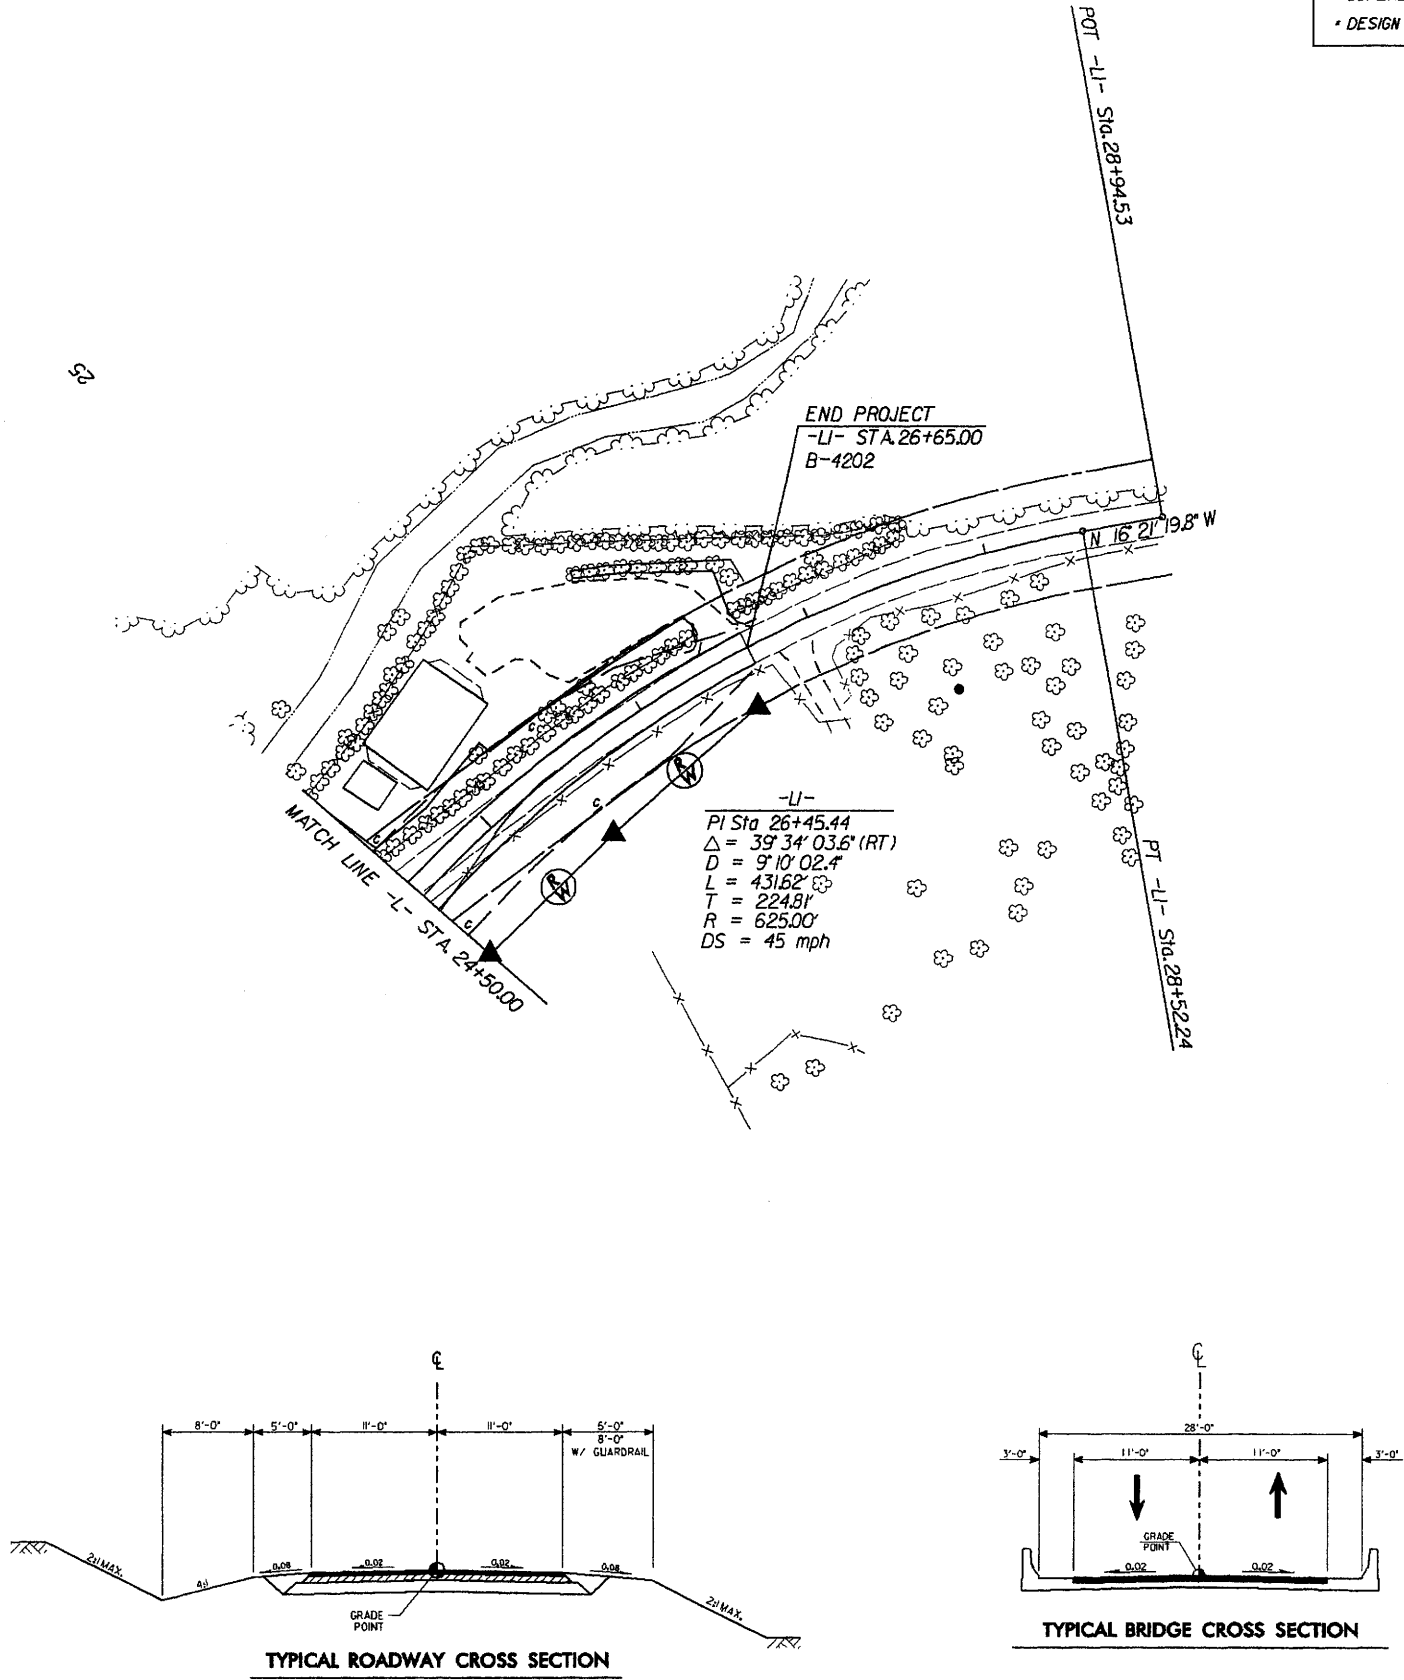 * DESIGN
POT -L1- Sta. 28+94.53
25
END PROJECT
-L1- STA. 26+65.00
B-4202
N 16° 21' 19.8" W
R/W
R/W
C
C
C
C
MATCH LINE -L- STA. 24+50.00
-L1-
PI Sta 26+45.44
Δ = 39° 34' 03.6" (RT)
D = 9° 10' 02.4"
L = 431.62'
T = 224.81'
R = 625.00'
DS = 45 mph
PT -L1- Sta. 28+52.24
℄
8'-0" 5'-0" 11'-0" 11'-0" 5'-0"
8'-0"
W/ GUARDRAIL
2:1 MAX. 4:1 0.08 0.02 0.02 0.08 2:1 MAX.
GRADE
POINT
TYPICAL ROADWAY CROSS SECTION
℄
28'-0"
3'-0" 11'-0" 11'-0" 3'-0"
GRADE
POINT
0.02 0.02
TYPICAL BRIDGE CROSS SECTION